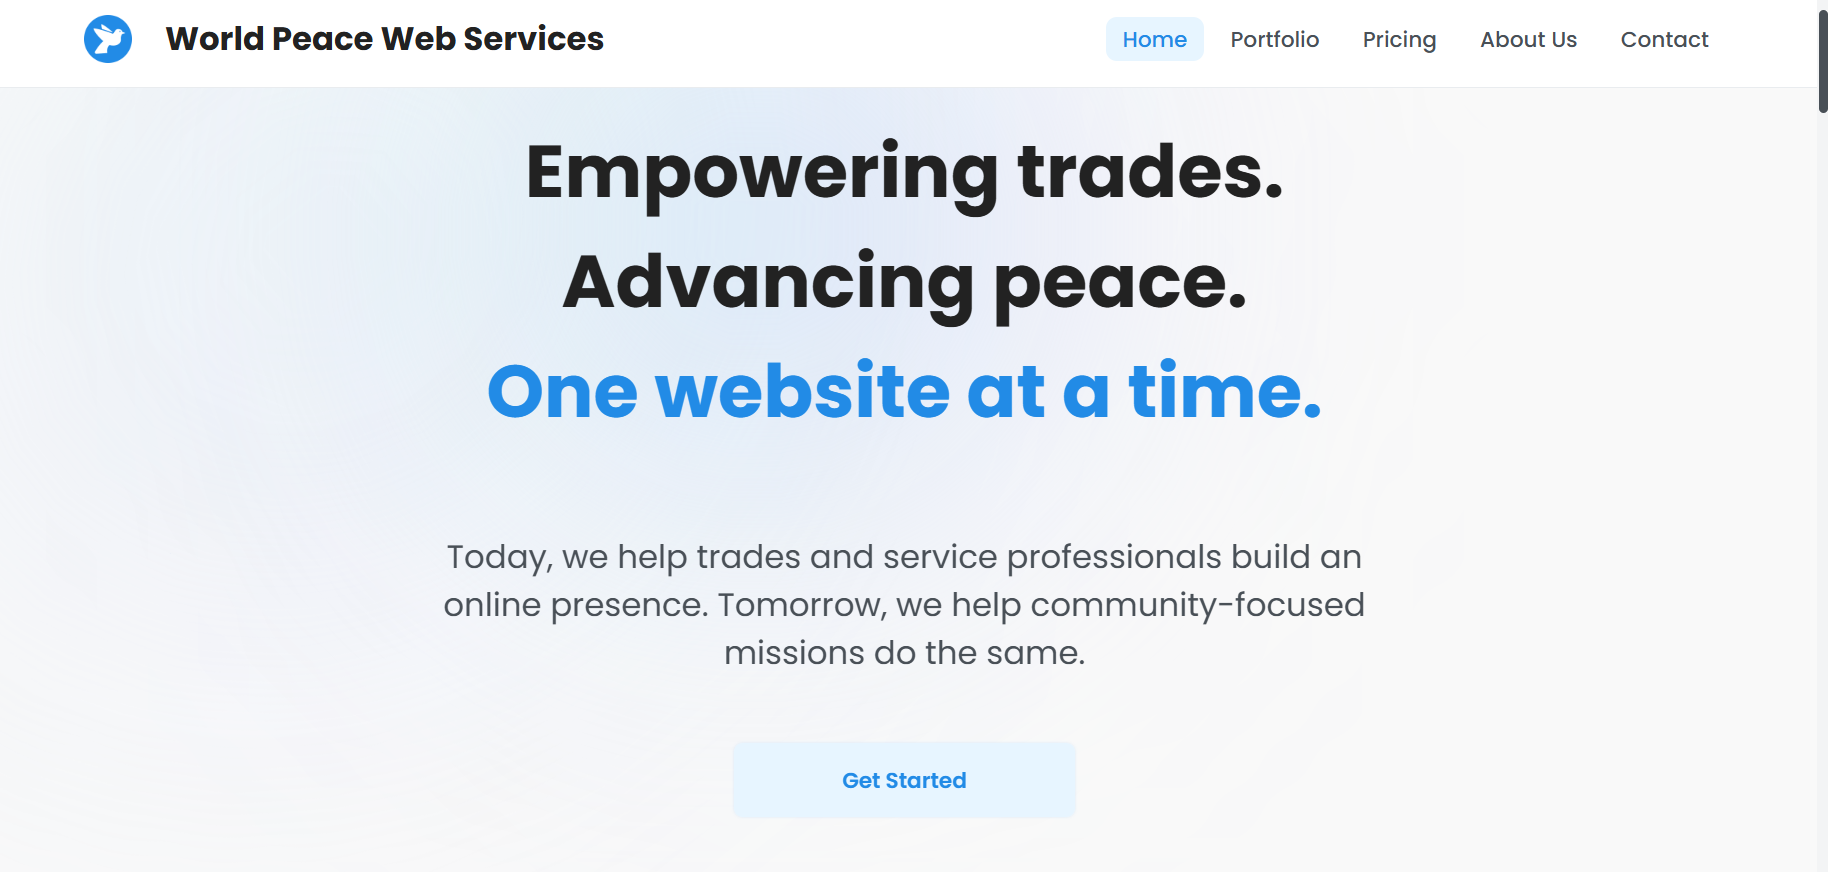 World Peace Web Services
Home
Portfolio
Pricing
About Us
Contact
Empowering trades.
Advancing peace.
One website at a time.
Today, we help trades and service professionals build an
online presence. Tomorrow, we help community-focused
missions do the same.
Get Started